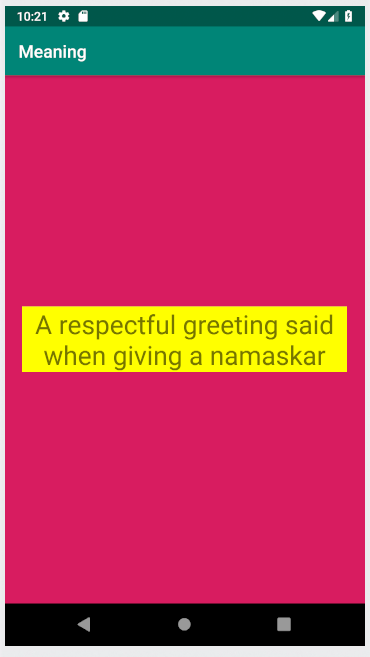 10:21
Meaning
A respectful greeting said
when giving a namaskar